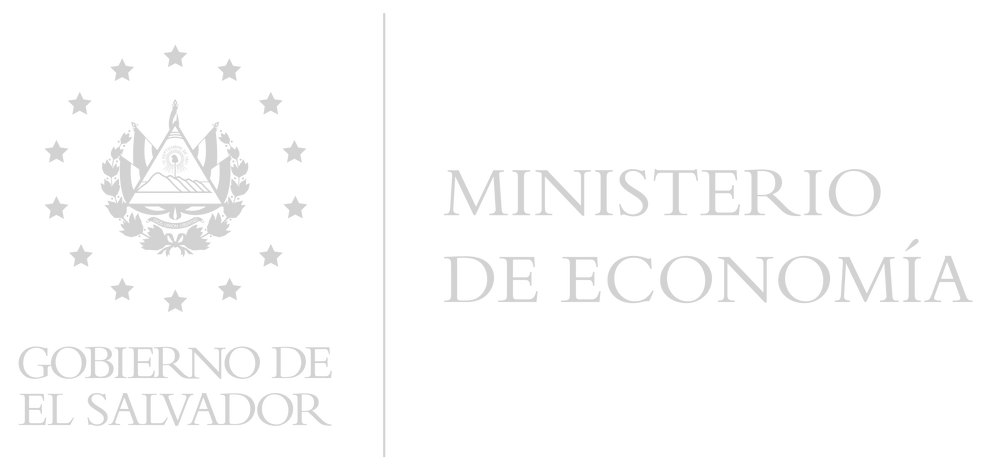 GOBIERNO DE
EL SALVADOR
MINISTERIO
DE ECONOMÍA